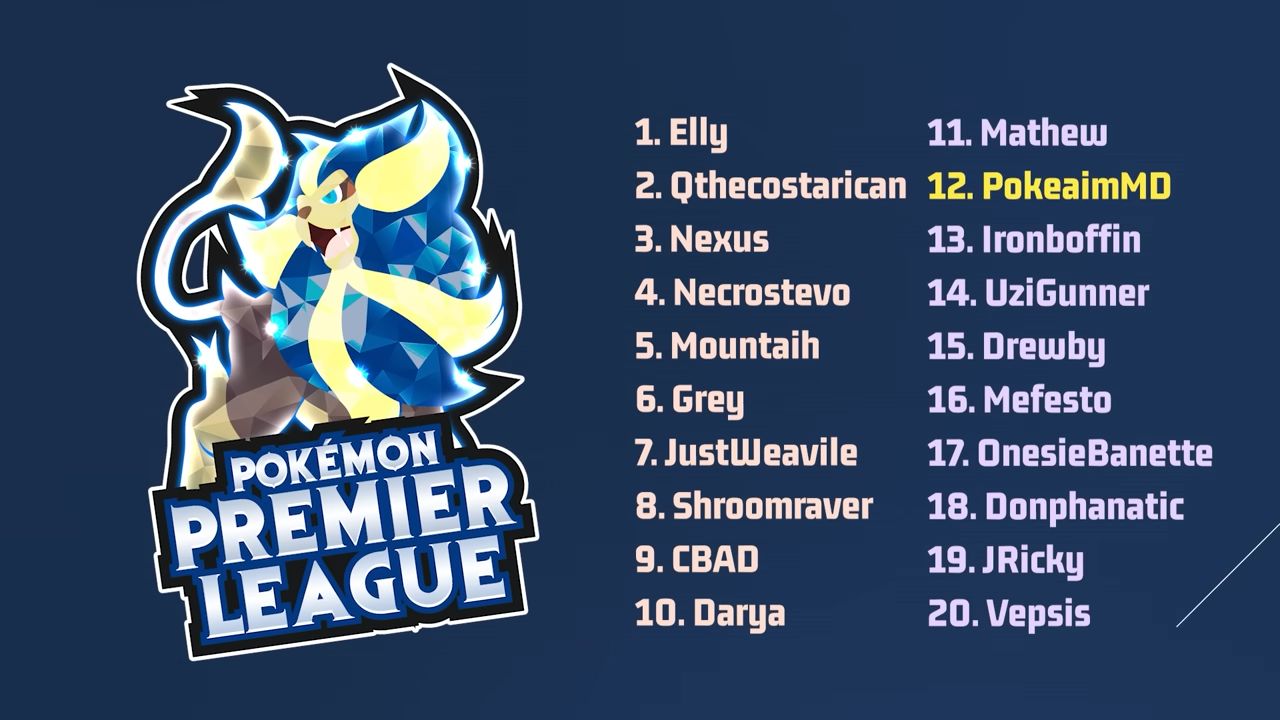 POKÉMON
PREMIER
LEAGUE
1. Elly
2. Qthecostarican
3. Nexus
4. Necrostevo
5. Mountaih
6. Grey
7. JustWeavile
8. Shroomraver
9. CBAD
10. Darya
11. Mathew
12. PokeaimMD
13. Ironboffin
14. UziGunner
15. Drewby
16. Mefesto
17. OnesieBanette
18. Donphanatic
19. JRicky
20. Vepsis